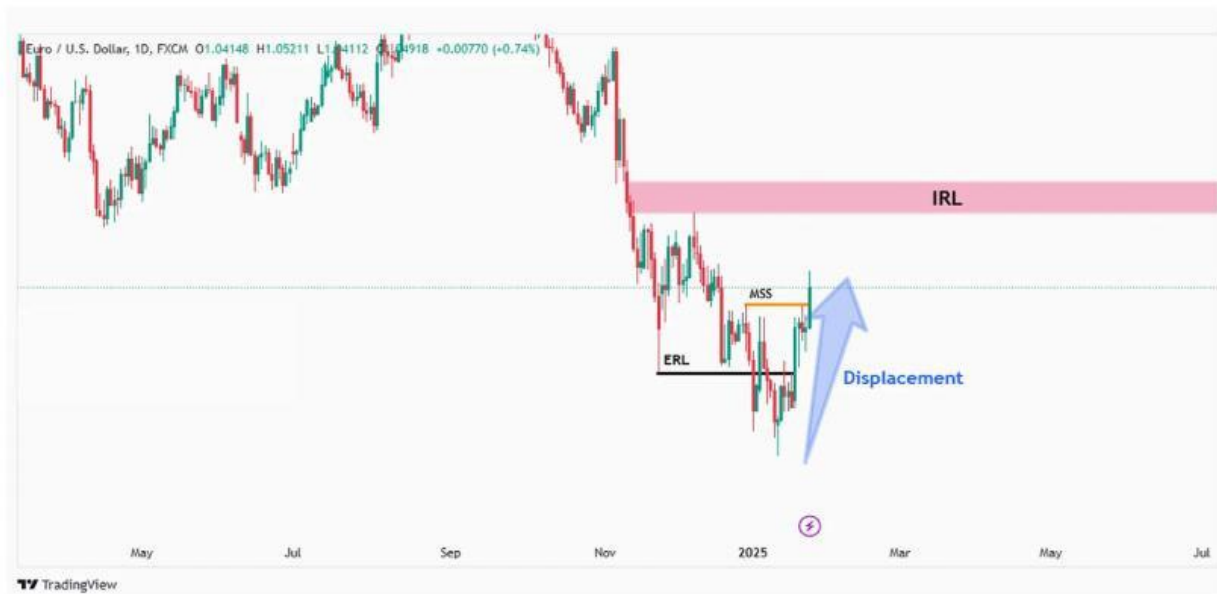 Euro / U.S. Dollar, 1D, FXCM O1.04148 H1.05211 L1.04112 C1.04918 +0.00770 (+0.74%)
IRL
MSS
ERL
Displacement
May Jul Sep Nov 2025 Mar May Jul
TradingView